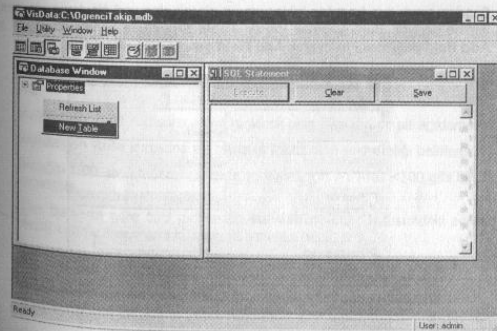 VisData:C:\OgrenciTakip.mdb
File Utility Window Help
Database Window
Properties
Refresh List
New Table
SQL Statement
Execute Clear Save
Ready
User: admin